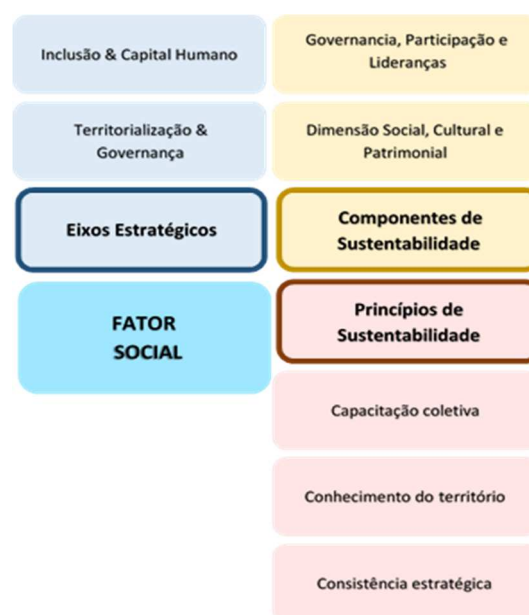 Inclusão & Capital Humano
Governancia, Participação e
Lideranças
Territorialização &
Governança
Dimensão Social, Cultural e
Patrimonial
Eixos Estratégicos
Componentes de
Sustentabilidade
FATOR
SOCIAL
Princípios de
Sustentabilidade
Capacitação coletiva
Conhecimento do território
Consistência estratégica